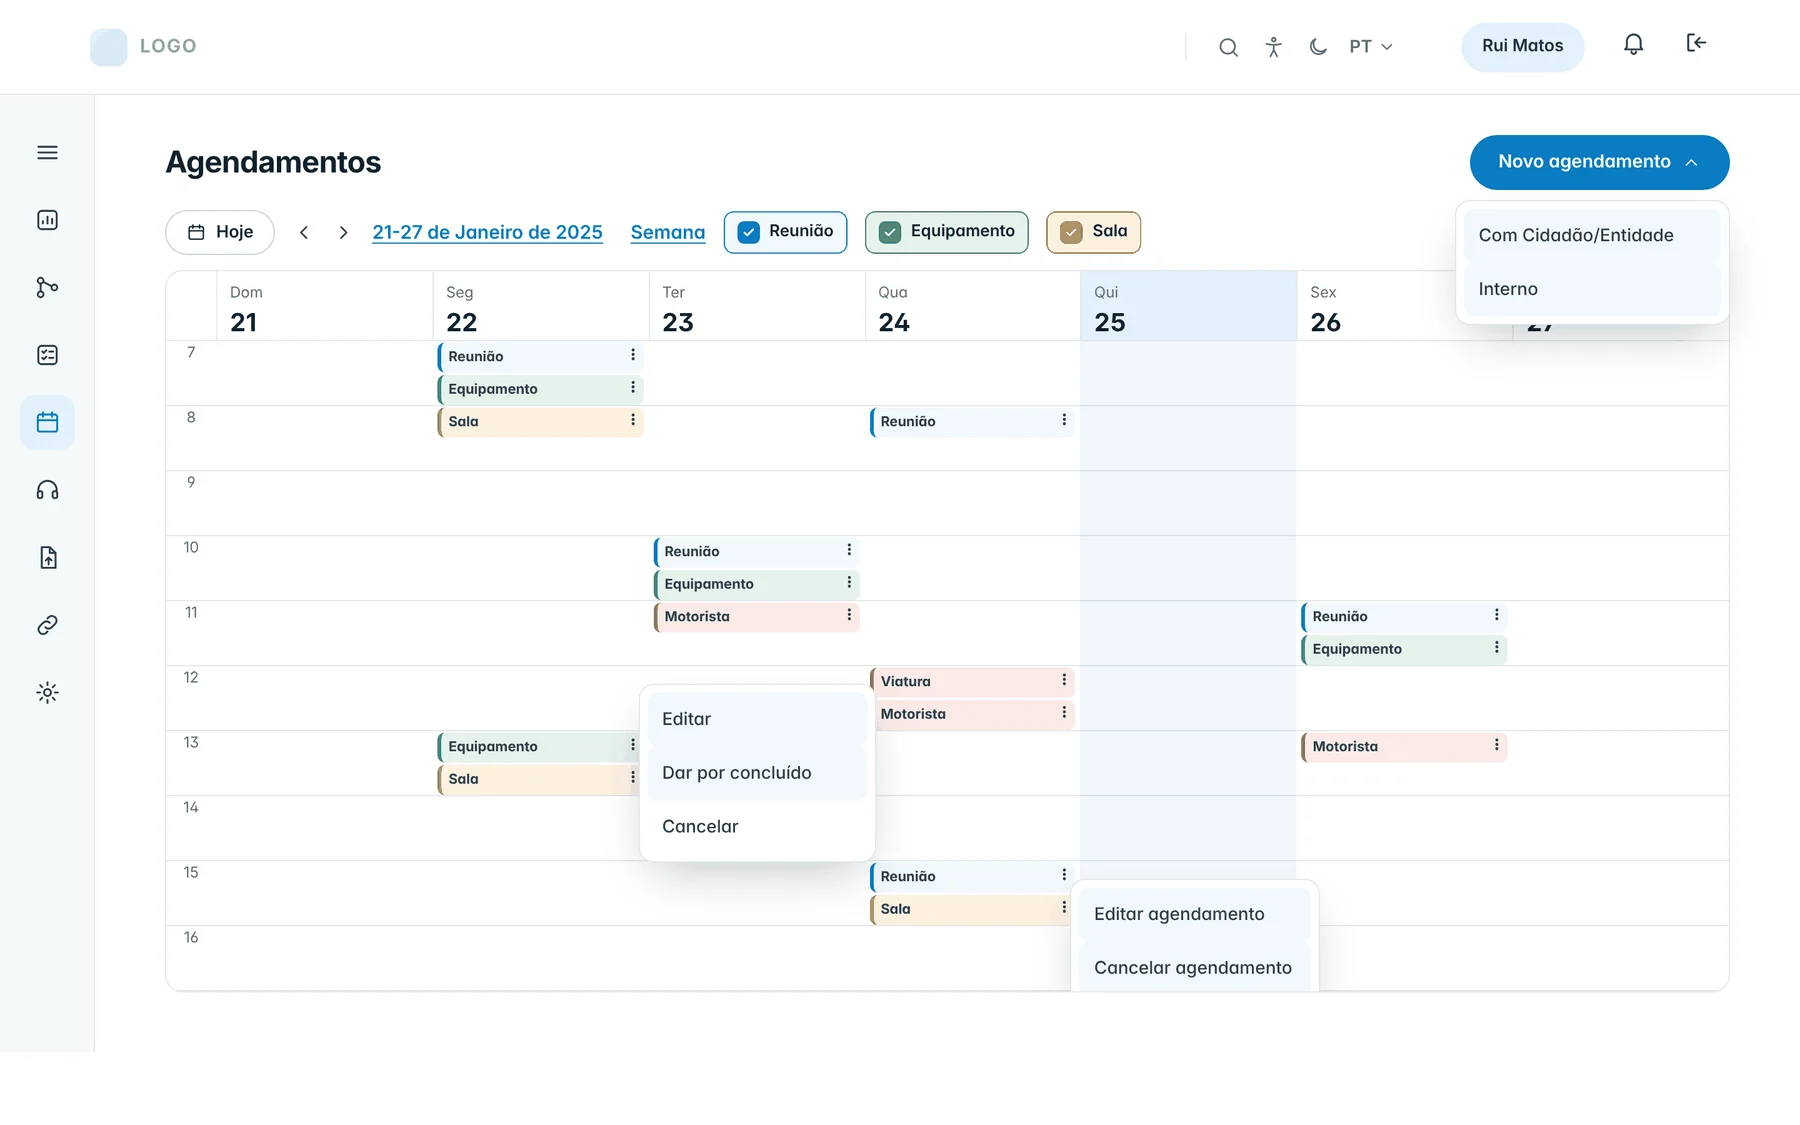 LOGO
PT
Rui Matos
Agendamentos
Novo agendamento
Com Cidadão/Entidade
Interno
Hoje
21-27 de Janeiro de 2025
Semana
Reunião
Equipamento
Sala
Dom
21
Seg
22
Ter
23
Qua
24
Qui
25
Sex
26
27
7
Reunião
Equipamento
8
Sala
Reunião
9
10
Reunião
Equipamento
11
Motorista
Reunião
Equipamento
12
Viatura
Motorista
Editar
Dar por concluído
Cancelar
13
Equipamento
Sala
Motorista
14
15
Reunião
Sala
Editar agendamento
Cancelar agendamento
16